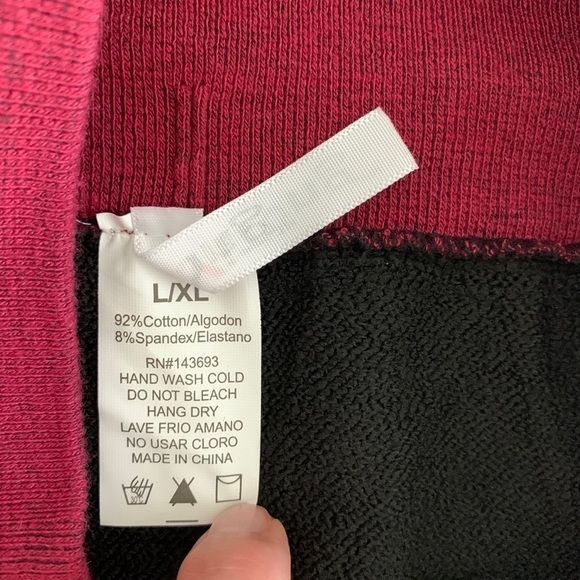 L/XL
92%Cotton/Algodon
8%Spandex/Elastano
RN#143693
HAND WASH COLD
DO NOT BLEACH
HANG DRY
LAVE FRIO AMANO
NO USAR CLORO
MADE IN CHINA
30°C